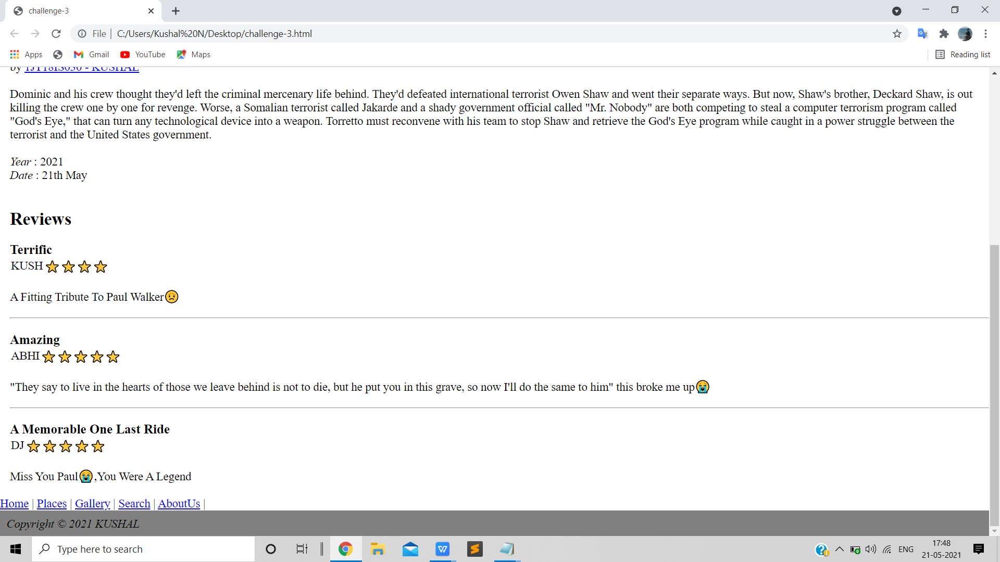 challenge-3
File | C:/Users/Kushal%20N/Desktop/challenge-3.html
Apps Gmail YouTube Maps Reading list
by 1JT18IS030 - KUSHAL
Dominic and his crew thought they'd left the criminal mercenary life behind. They'd defeated international terrorist Owen Shaw and went their separate ways. But now, Shaw's brother, Deckard Shaw, is out
killing the crew one by one for revenge. Worse, a Somalian terrorist called Jakarde and a shady government official called "Mr. Nobody" are both competing to steal a computer terrorism program called
"God's Eye," that can turn any technological device into a weapon. Torretto must reconvene with his team to stop Shaw and retrieve the God's Eye program while caught in a power struggle between the
terrorist and the United States government.
Year : 2021
Date : 21th May
Reviews
Terrific
KUSH ⭐ ⭐ ⭐ ⭐
A Fitting Tribute To Paul Walker😟
Amazing
ABHI ⭐ ⭐ ⭐ ⭐ ⭐
"They say to live in the hearts of those we leave behind is not to die, but he put you in this grave, so now I'll do the same to him" this broke me up😭
A Memorable One Last Ride
DJ ⭐ ⭐ ⭐ ⭐ ⭐
Miss You Paul😭,You Were A Legend
Home | Places | Gallery | Search | AboutUs |
Copyright © 2021 KUSHAL
Type here to search
ENG
17:48
21-05-2021